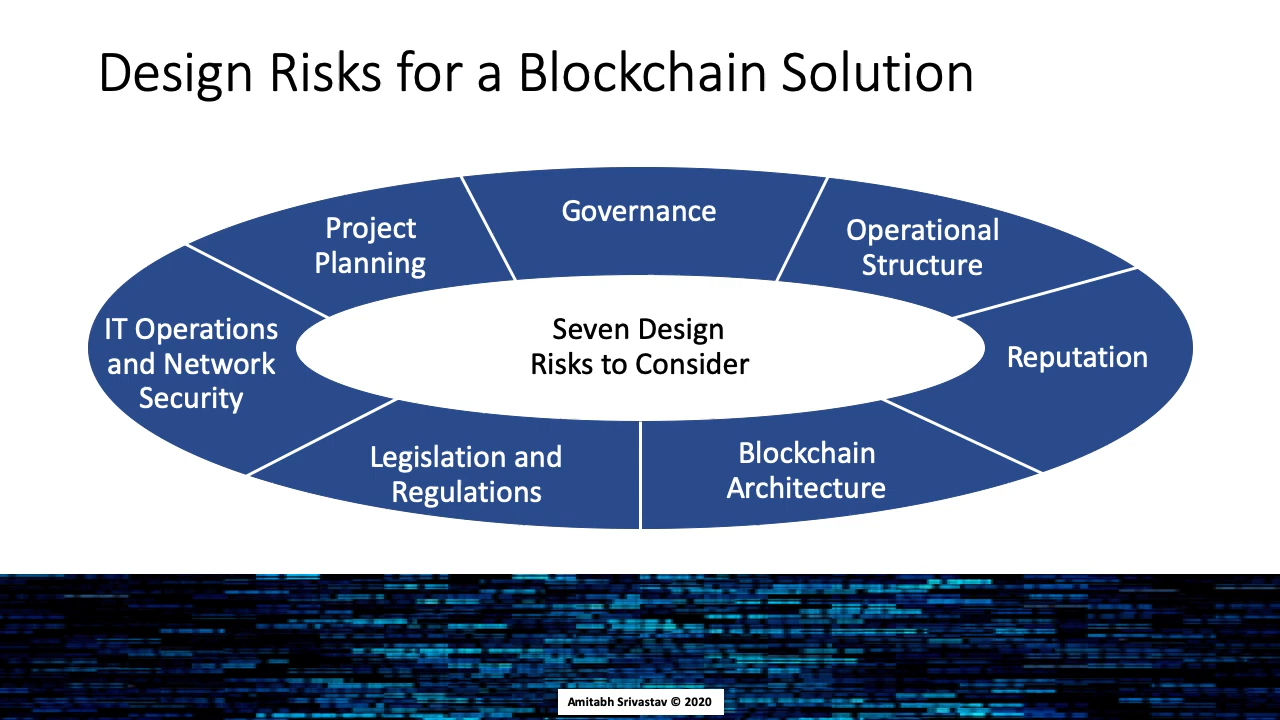 Design Risks for a Blockchain Solution
Governance
Project
Planning
Operational
Structure
IT Operations
and Network
Security
Seven Design
Risks to Consider
Reputation
Legislation and
Regulations
Blockchain
Architecture
Amitabh Srivastav © 2020